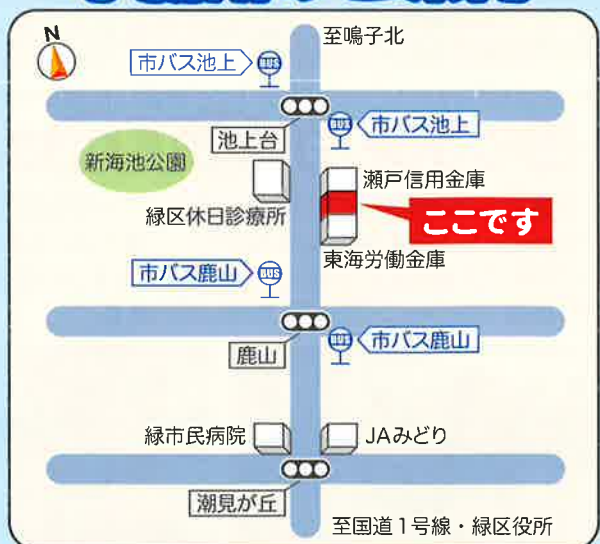 N
至鳴子北
市バス池上
BUS
BUS
市バス池上
池上台
新海池公園
瀬戸信用金庫
緑区休日診療所
ここです
東海労働金庫
市バス鹿山
BUS
BUS
市バス鹿山
鹿山
緑市民病院
JAみどり
潮見が丘
至国道1号線・緑区役所